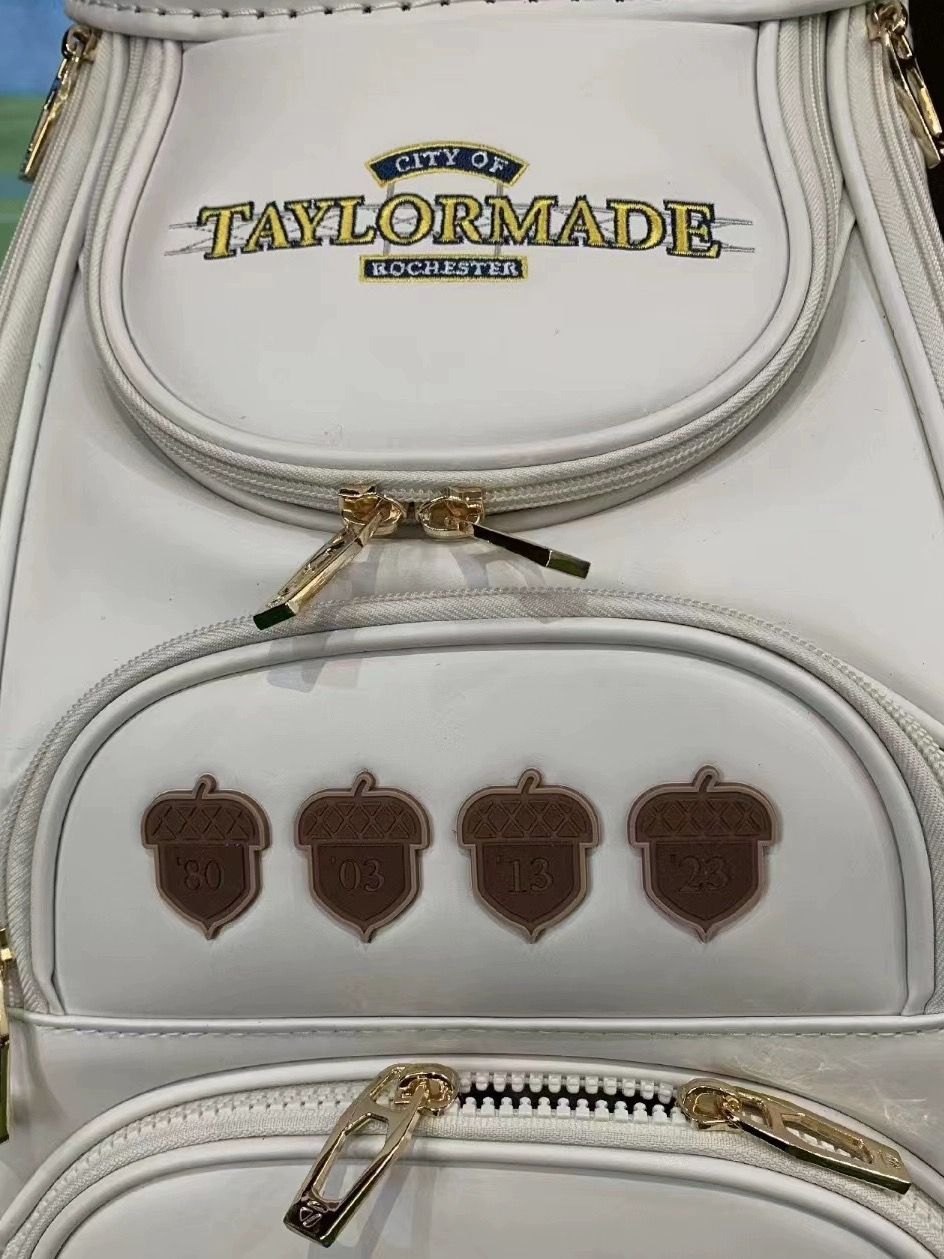 CITY OF
TAYLORMADE
ROCHESTER
'80 '03 '13 '23